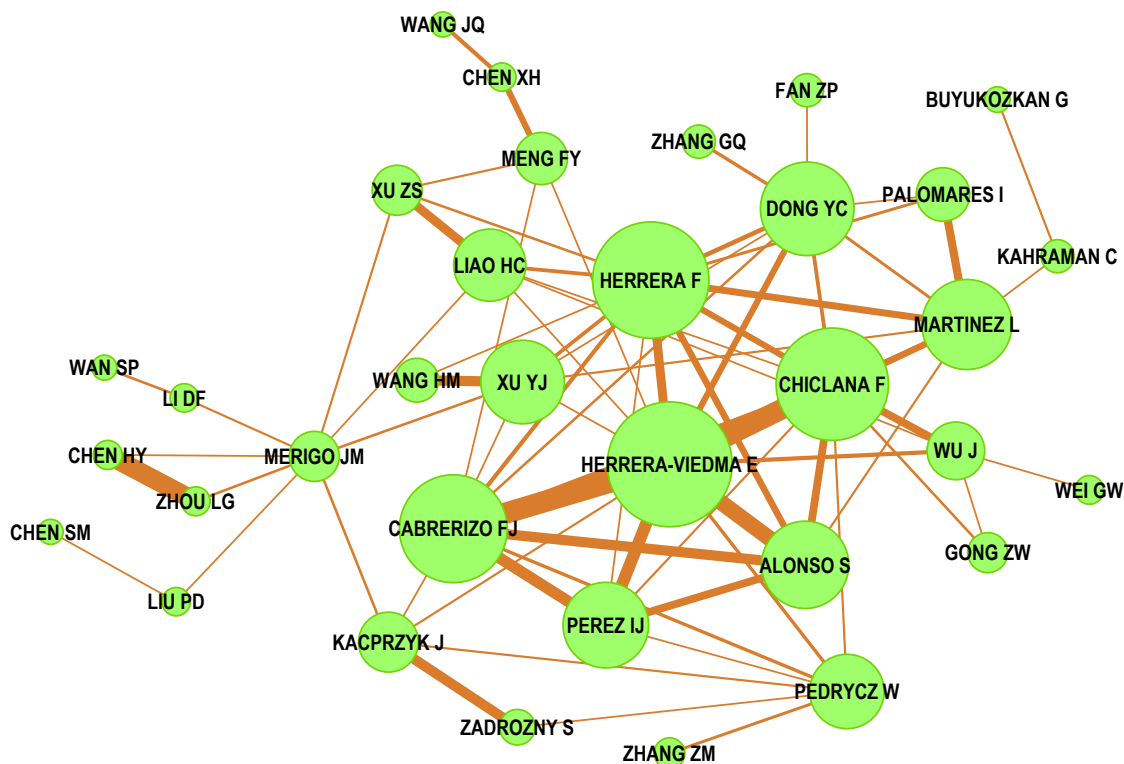 WANG JQ
CHEN XH
FAN ZP
BUYUKOZKAN G
ZHANG GQ
MENG FY
XU ZS
PALOMARES I
DONG YC
LIAO HC
KAHRAMAN C
HERRERA F
MARTINEZ L
WAN SP
WANG HM
XU YJ
CHICLANA F
LI DF
CHEN HY
MERIGO JM
HERRERA-VIEDMA E
WU J
WEI GW
ZHOU LG
CHEN SM
CABRERIZO FJ
GONG ZW
ALONSO S
LIU PD
PEREZ IJ
KACPRZYK J
PEDRYCZ W
ZADROZNY S
ZHANG ZM